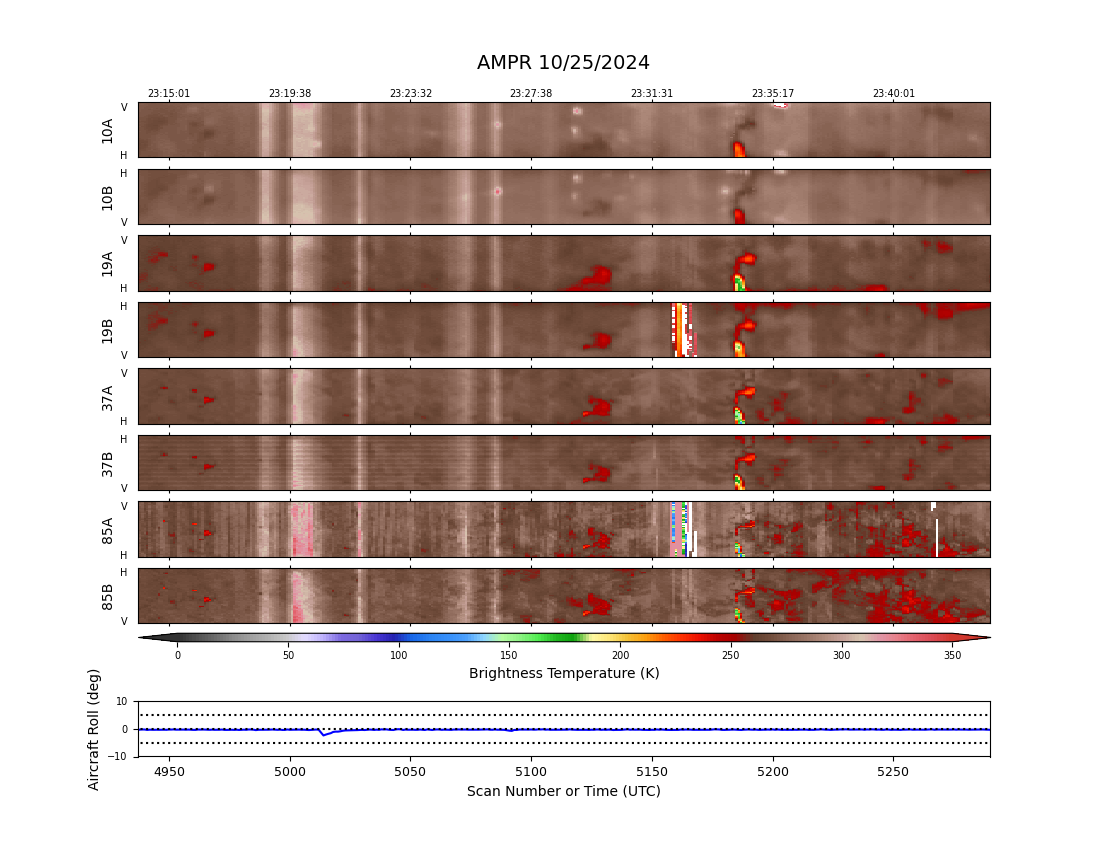 AMPR 10/25/2024
23:15:01 23:19:38 23:23:32 23:27:38 23:31:31 23:35:17 23:40:01
V
10A
H
H
10B
V
V
19A
H
H
19B
V
V
37A
H
H
37B
V
V
85A
H
H
85B
V
0 50 100 150 200 250 300 350
Brightness Temperature (K)
Aircraft Roll (deg)
10
0
−10
4950 5000 5050 5100 5150 5200 5250
Scan Number or Time (UTC)